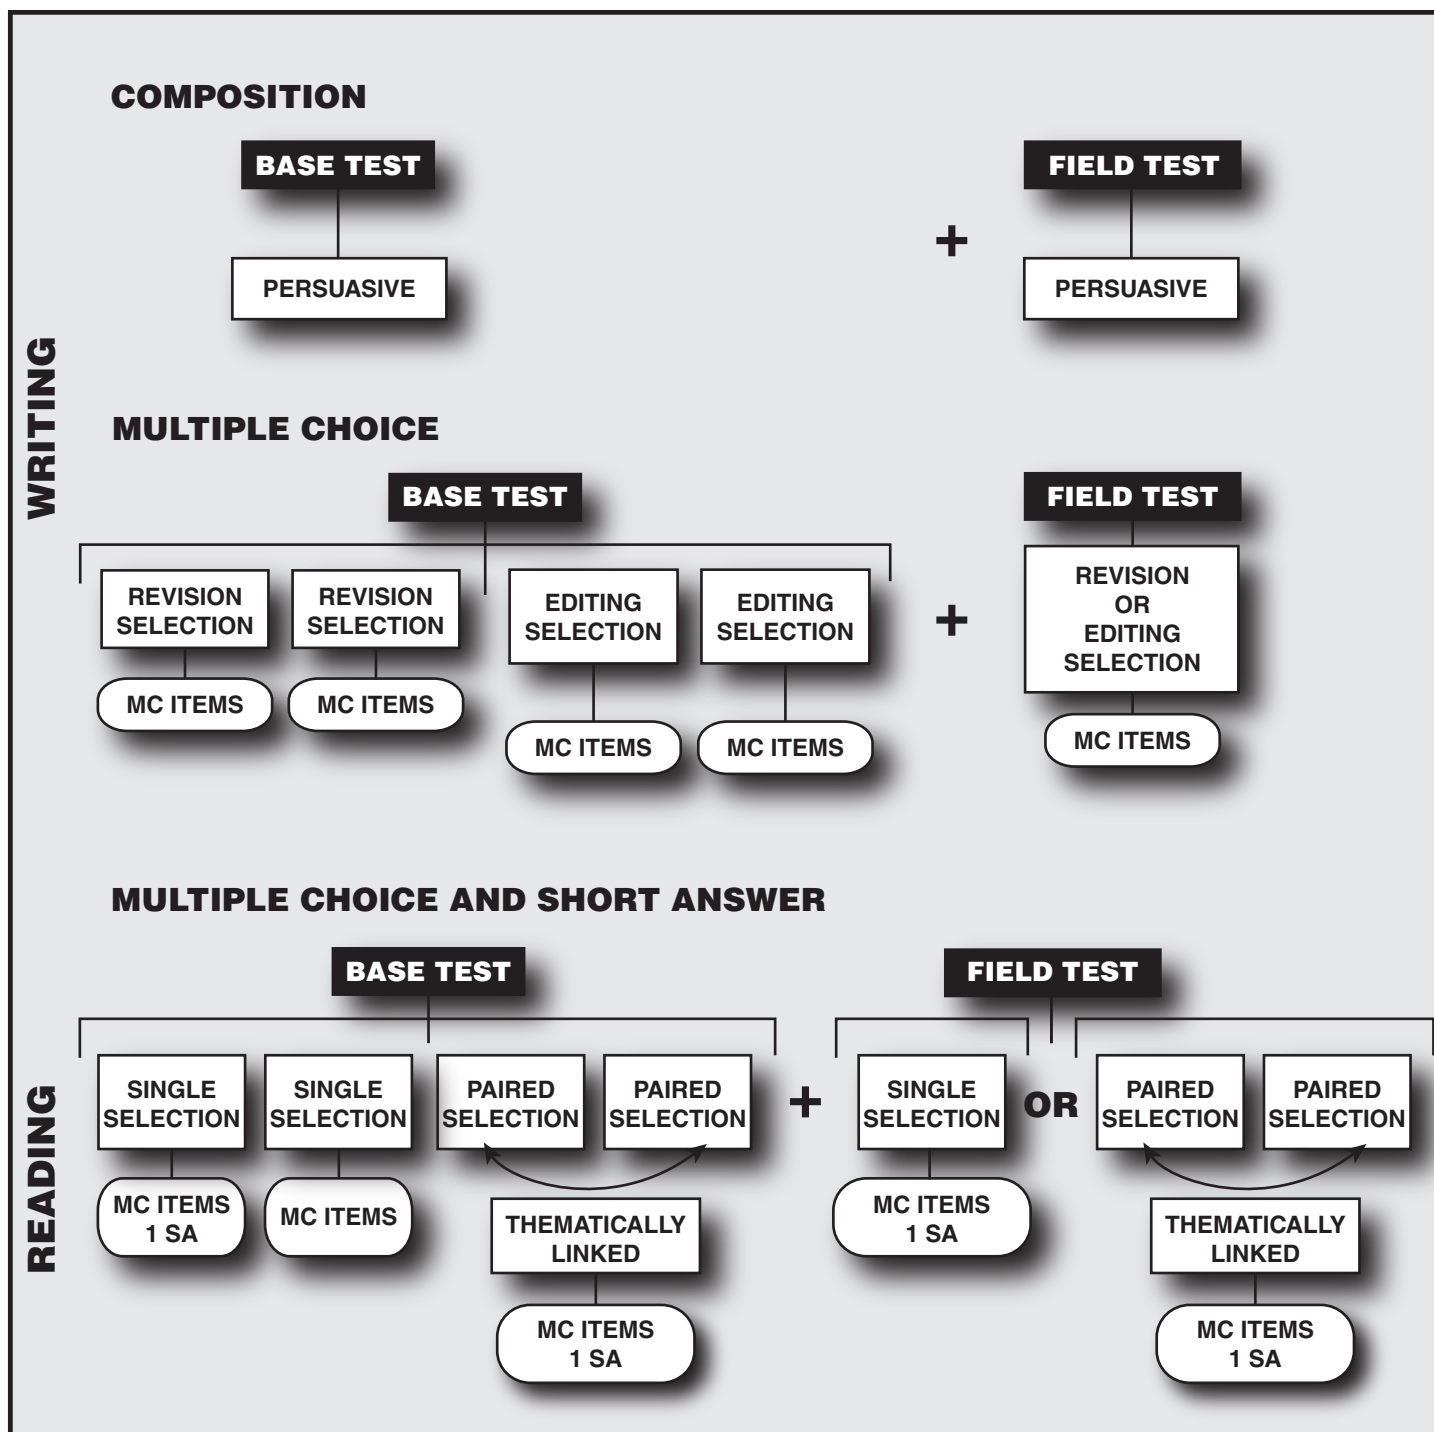 WRITING
COMPOSITION
BASE TEST
PERSUASIVE
+
FIELD TEST
PERSUASIVE
MULTIPLE CHOICE
BASE TEST
REVISION
SELECTION
MC ITEMS
REVISION
SELECTION
MC ITEMS
EDITING
SELECTION
MC ITEMS
EDITING
SELECTION
MC ITEMS
+
FIELD TEST
REVISION
OR
EDITING
SELECTION
MC ITEMS
READING
MULTIPLE CHOICE AND SHORT ANSWER
BASE TEST
SINGLE
SELECTION
MC ITEMS
1 SA
SINGLE
SELECTION
MC ITEMS
PAIRED
SELECTION
PAIRED
SELECTION
THEMATICALLY
LINKED
MC ITEMS
1 SA
+
FIELD TEST
SINGLE
SELECTION
MC ITEMS
1 SA
OR
PAIRED
SELECTION
PAIRED
SELECTION
THEMATICALLY
LINKED
MC ITEMS
1 SA